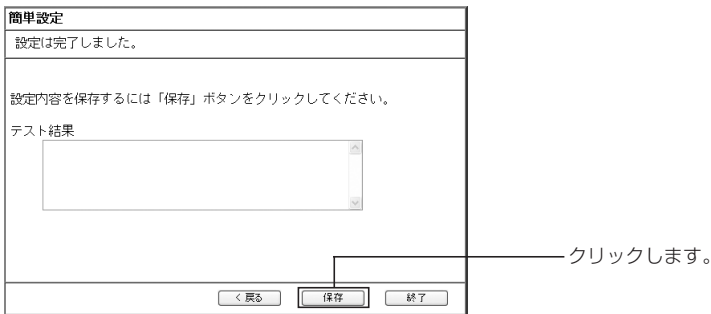 簡単設定
設定は完了しました。
設定内容を保存するには「保存」ボタンをクリックしてください。
テスト結果
クリックします。
< 戻る 保存 終了